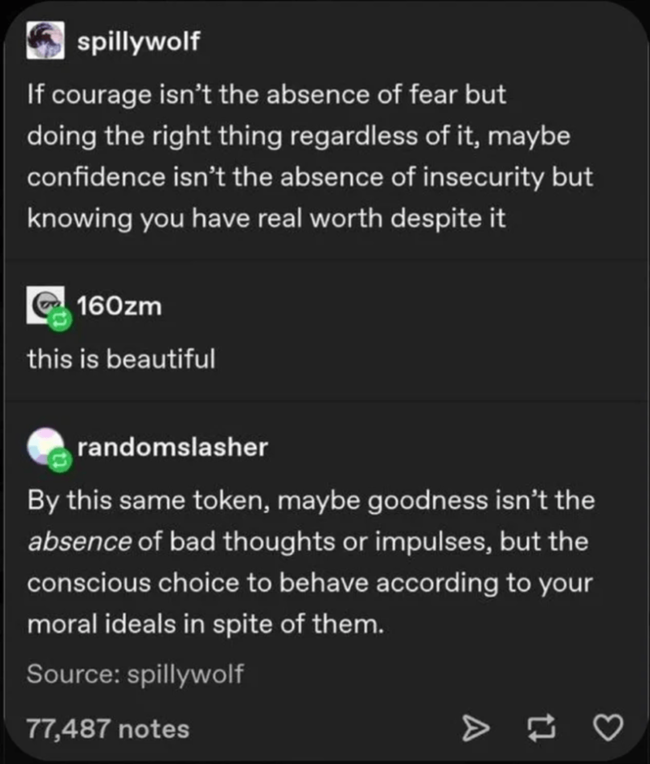 spillywolf
If courage isn’t the absence of fear but
doing the right thing regardless of it, maybe
confidence isn’t the absence of insecurity but
knowing you have real worth despite it
160zm
this is beautiful
randomslasher
By this same token, maybe goodness isn’t the
absence of bad thoughts or impulses, but the
conscious choice to behave according to your
moral ideals in spite of them.
Source: spillywolf
77,487 notes